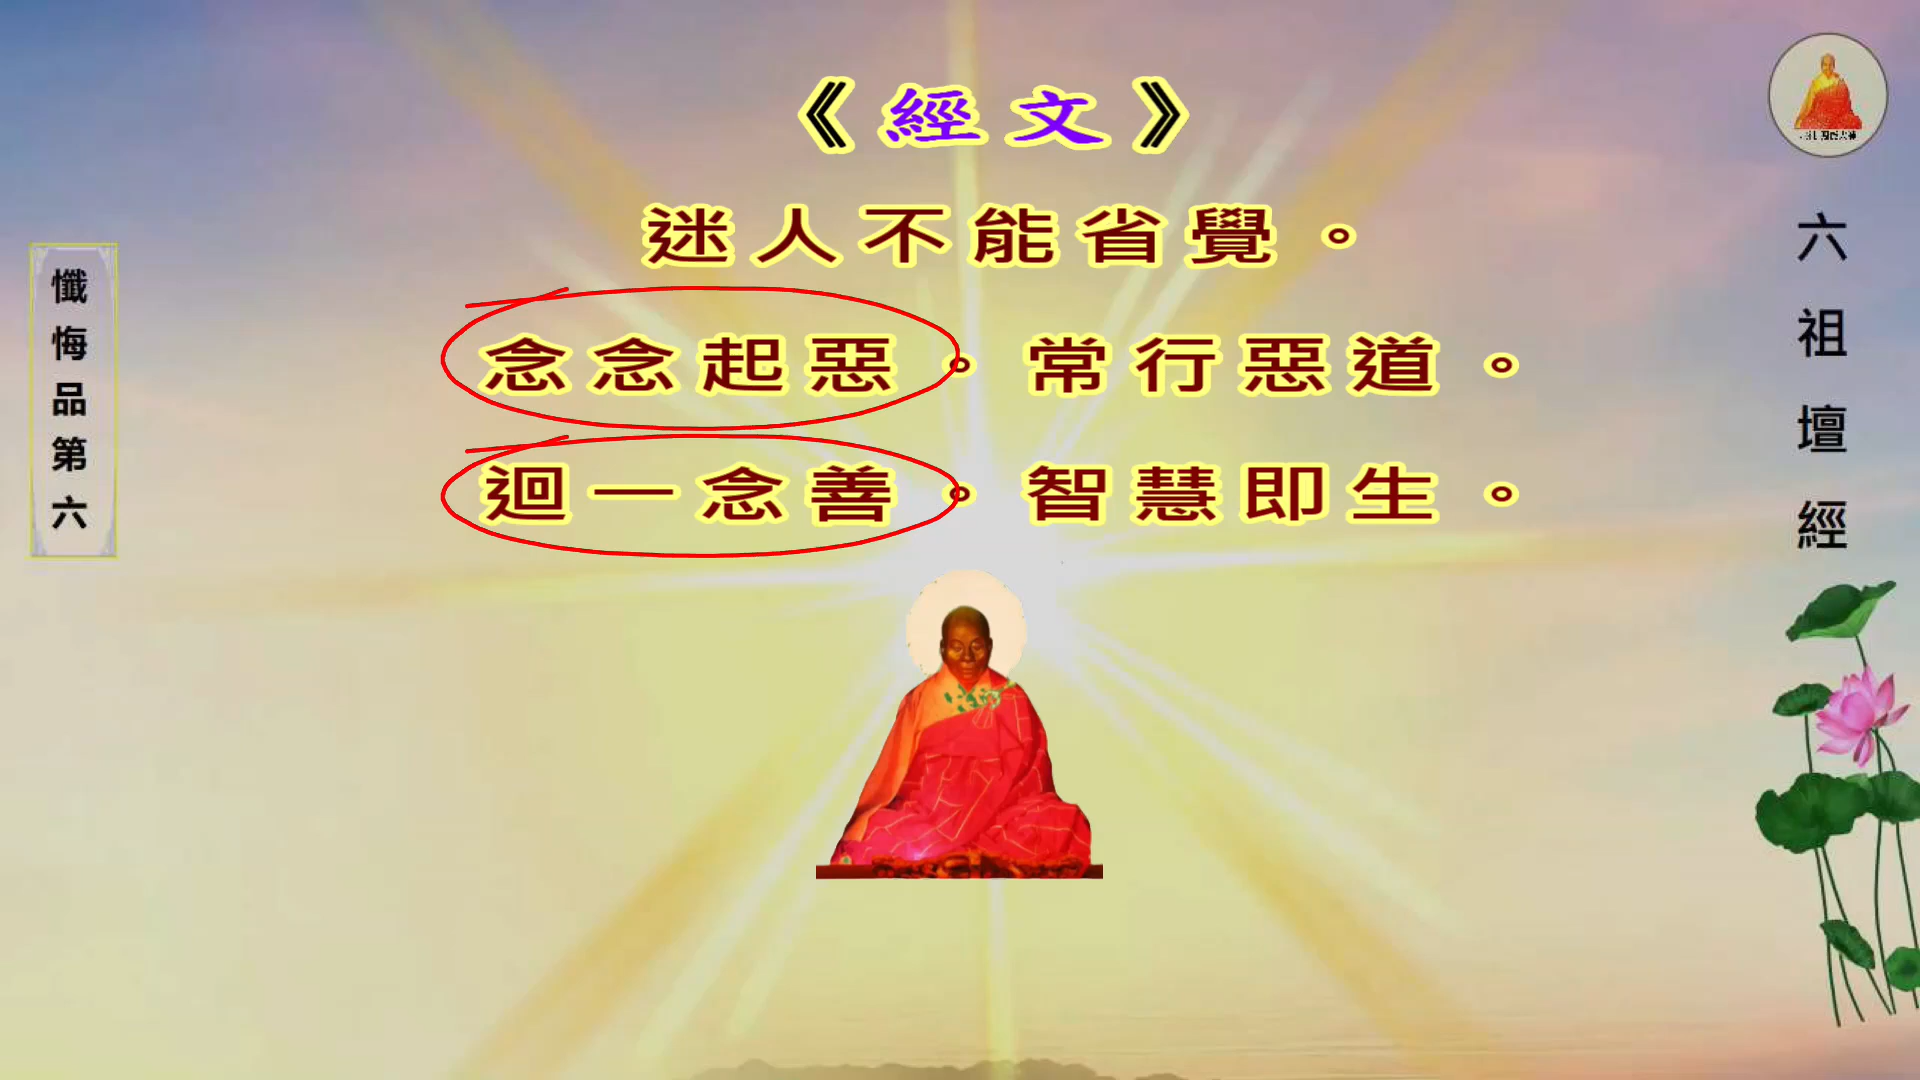 《經文》
迷人不能省覺。
念念起惡。常行惡道。
迴一念善。智慧即生。
懺悔品第六
六祖壇經